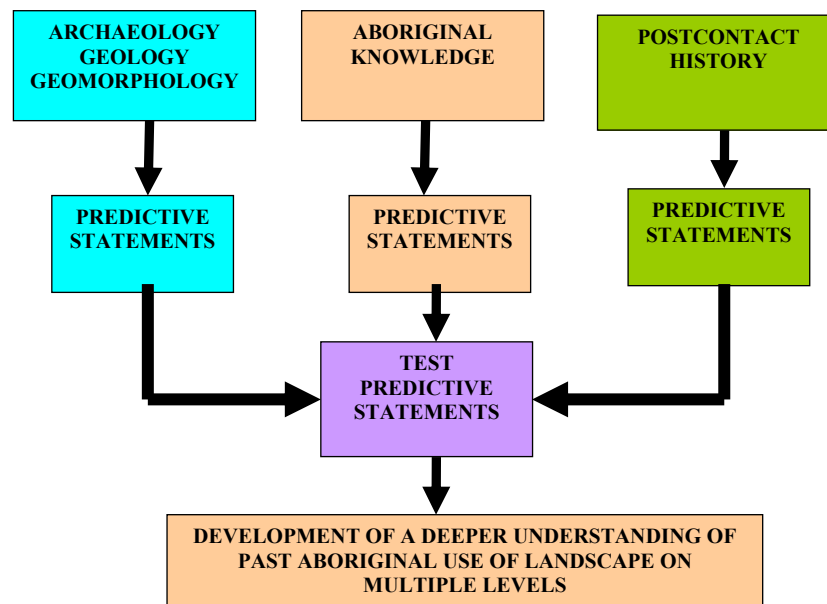 ARCHAEOLOGY
GEOLOGY
GEOMORPHOLOGY
ABORIGINAL
KNOWLEDGE
POSTCONTACT
HISTORY
PREDICTIVE
STATEMENTS
PREDICTIVE
STATEMENTS
PREDICTIVE
STATEMENTS
TEST
PREDICTIVE
STATEMENTS
DEVELOPMENT OF A DEEPER UNDERSTANDING OF
PAST ABORIGINAL USE OF LANDSCAPE ON
MULTIPLE LEVELS